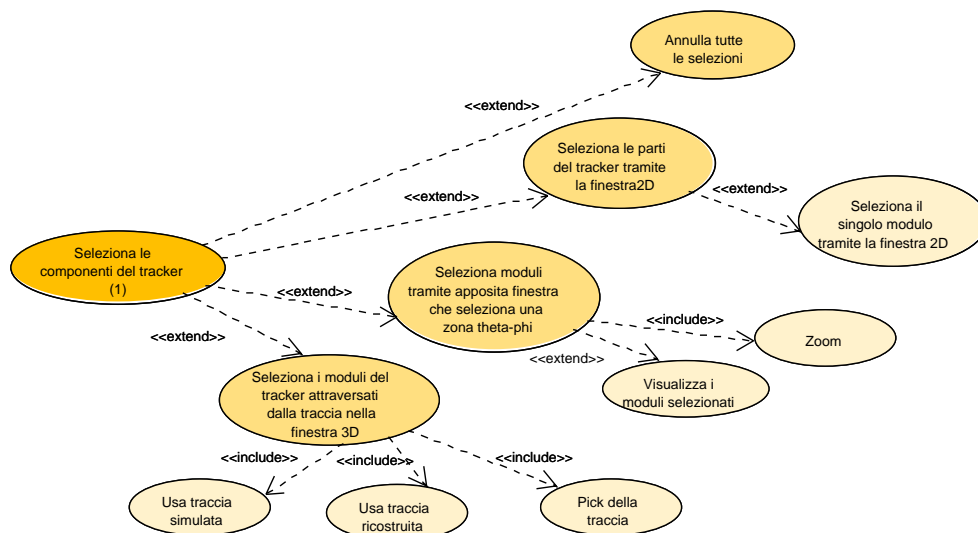 Annulla tutte
le selezioni
<<extend>>
Seleziona le parti
del tracker tramite
la finestra2D
<<extend>>
<<extend>>
Seleziona il
singolo modulo
tramite la finestra 2D
Seleziona le
componenti del tracker
(1)
Seleziona moduli
tramite apposita finestra
che seleziona una
zona theta-phi
<<extend>>
<<include>>
<<extend>>
Zoom
<<extend>>
Seleziona i moduli del
tracker attraversati
dalla traccia nella
finestra 3D
Visualizza i
moduli selezionati
<<include>>
<<include>>
<<include>>
Usa traccia
simulata
Usa traccia
ricostruita
Pick della
traccia